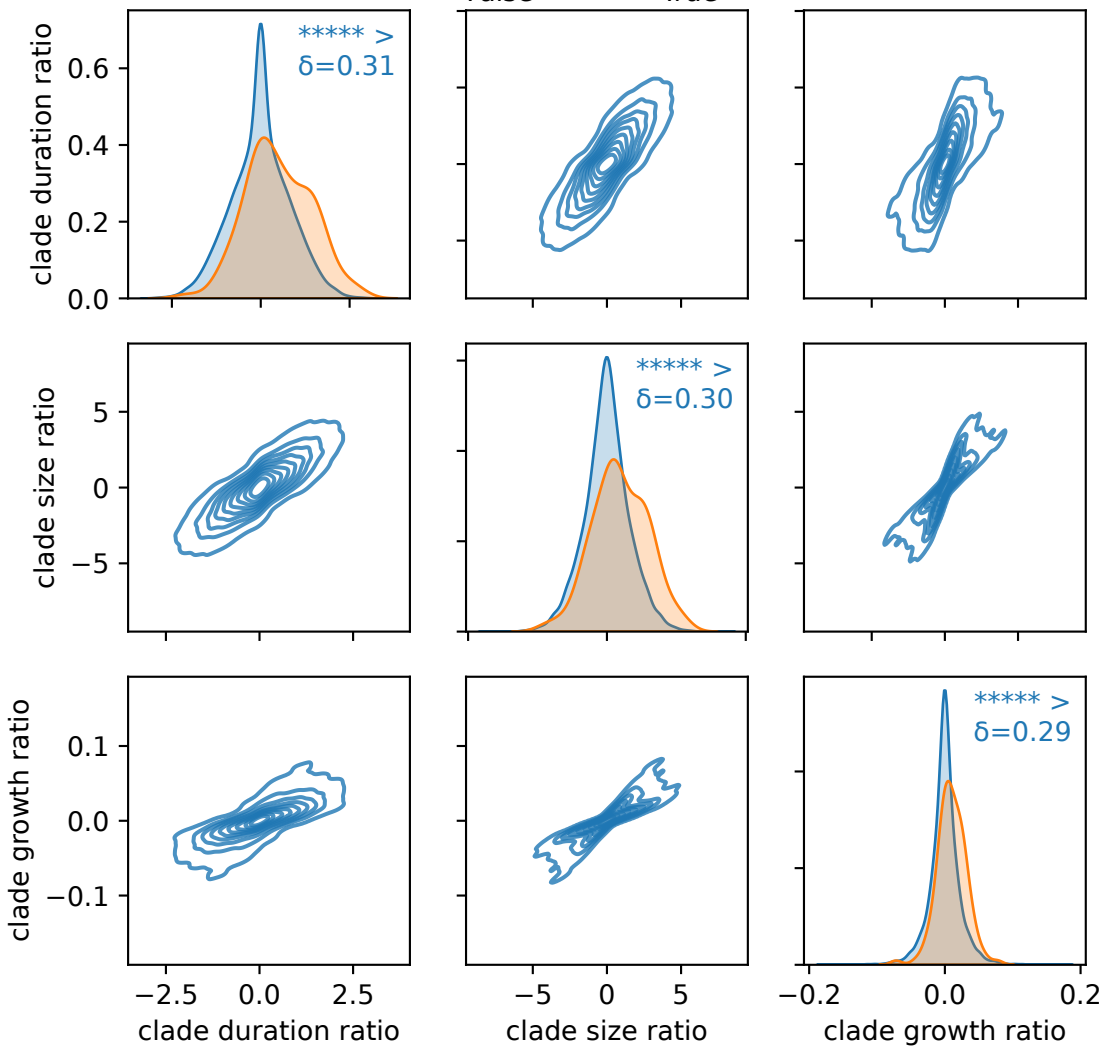 ***** >
δ=0.31
clade duration ratio
0.6
0.4
0.2
0.0
***** >
δ=0.30
clade size ratio
5
0
−5
***** >
δ=0.29
clade growth ratio
0.1
0.0
−0.1
−2.5 0.0 2.5
−5 0 5
−0.2 0.0 0.2
clade duration ratio
clade size ratio
clade growth ratio